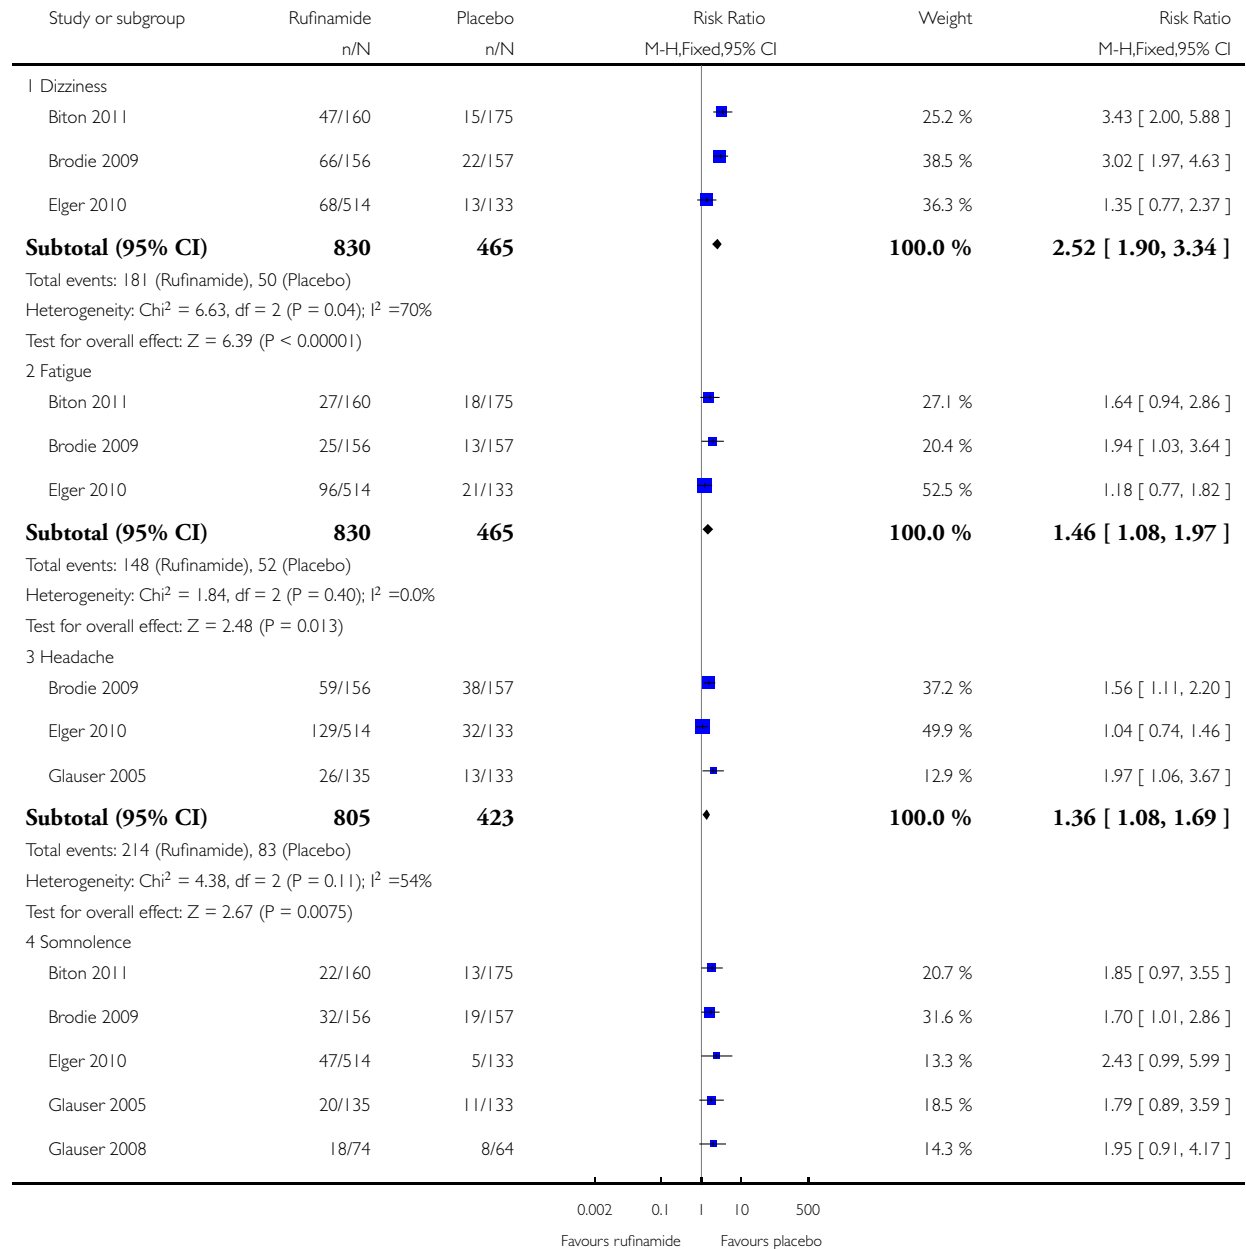 Study or subgroup Rufinamide Placebo Risk Ratio Weight Risk Ratio
n/N n/N M-H,Fixed,95% CI M-H,Fixed,95% CI
1 Dizziness
Biton 2011 47/160 15/175 25.2 % 3.43 [ 2.00, 5.88 ]
Brodie 2009 66/156 22/157 38.5 % 3.02 [ 1.97, 4.63 ]
Elger 2010 68/514 13/133 36.3 % 1.35 [ 0.77, 2.37 ]
Subtotal (95% CI) 830 465 100.0 % 2.52 [ 1.90, 3.34 ]
Total events: 181 (Rufinamide), 50 (Placebo)
Heterogeneity: Chi² = 6.63, df = 2 (P = 0.04); I² =70%
Test for overall effect: Z = 6.39 (P < 0.00001)
2 Fatigue
Biton 2011 27/160 18/175 27.1 % 1.64 [ 0.94, 2.86 ]
Brodie 2009 25/156 13/157 20.4 % 1.94 [ 1.03, 3.64 ]
Elger 2010 96/514 21/133 52.5 % 1.18 [ 0.77, 1.82 ]
Subtotal (95% CI) 830 465 100.0 % 1.46 [ 1.08, 1.97 ]
Total events: 148 (Rufinamide), 52 (Placebo)
Heterogeneity: Chi² = 1.84, df = 2 (P = 0.40); I² =0.0%
Test for overall effect: Z = 2.48 (P = 0.013)
3 Headache
Brodie 2009 59/156 38/157 37.2 % 1.56 [ 1.11, 2.20 ]
Elger 2010 129/514 32/133 49.9 % 1.04 [ 0.74, 1.46 ]
Glauser 2005 26/135 13/133 12.9 % 1.97 [ 1.06, 3.67 ]
Subtotal (95% CI) 805 423 100.0 % 1.36 [ 1.08, 1.69 ]
Total events: 214 (Rufinamide), 83 (Placebo)
Heterogeneity: Chi² = 4.38, df = 2 (P = 0.11); I² =54%
Test for overall effect: Z = 2.67 (P = 0.0075)
4 Somnolence
Biton 2011 22/160 13/175 20.7 % 1.85 [ 0.97, 3.55 ]
Brodie 2009 32/156 19/157 31.6 % 1.70 [ 1.01, 2.86 ]
Elger 2010 47/514 5/133 13.3 % 2.43 [ 0.99, 5.99 ]
Glauser 2005 20/135 11/133 18.5 % 1.79 [ 0.89, 3.59 ]
Glauser 2008 18/74 8/64 14.3 % 1.95 [ 0.91, 4.17 ]
0.002 0.1 1 10 500
Favours rufinamide Favours placebo